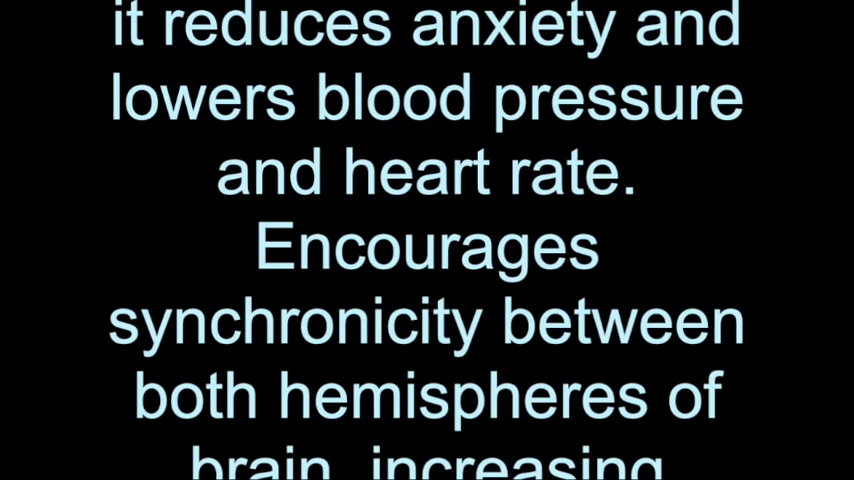 it reduces anxiety and
lowers blood pressure
and heart rate.
Encourages
synchronicity between
both hemispheres of
brain, increasing